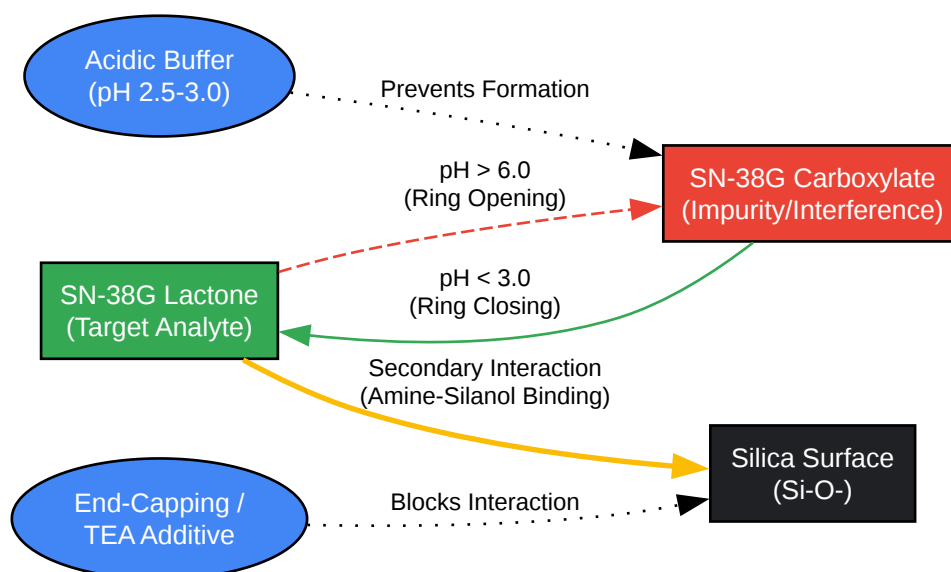 Acidic Buffer
(pH 2.5-3.0)
Prevents Formation
SN-38G Carboxylate
(Impurity/Interference)
pH > 6.0
(Ring Opening)
SN-38G Lactone
(Target Analyte)
pH < 3.0
(Ring Closing)
Secondary Interaction
(Amine-Silanol Binding)
Silica Surface
(Si-O-)
End-Capping /
TEA Additive
Blocks Interaction